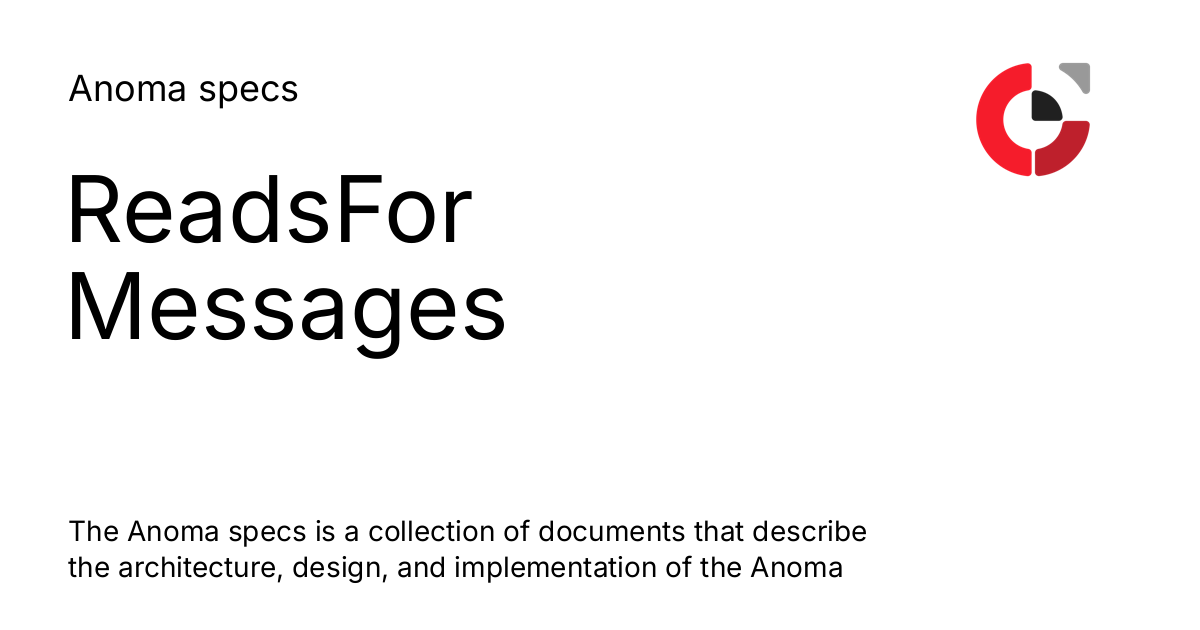 Anoma specs
ReadsFor
Messages
The Anoma specs is a collection of documents that describe
the architecture, design, and implementation of the Anoma